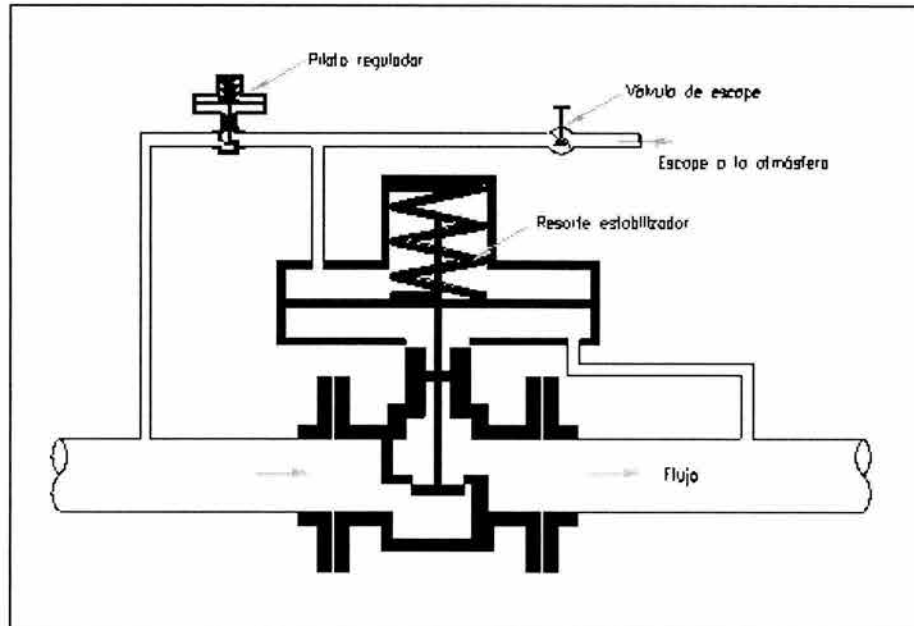 Piloto regulador
Válvula de escape
Escape a la atmósfera
Resorte estabilizador
Flujo